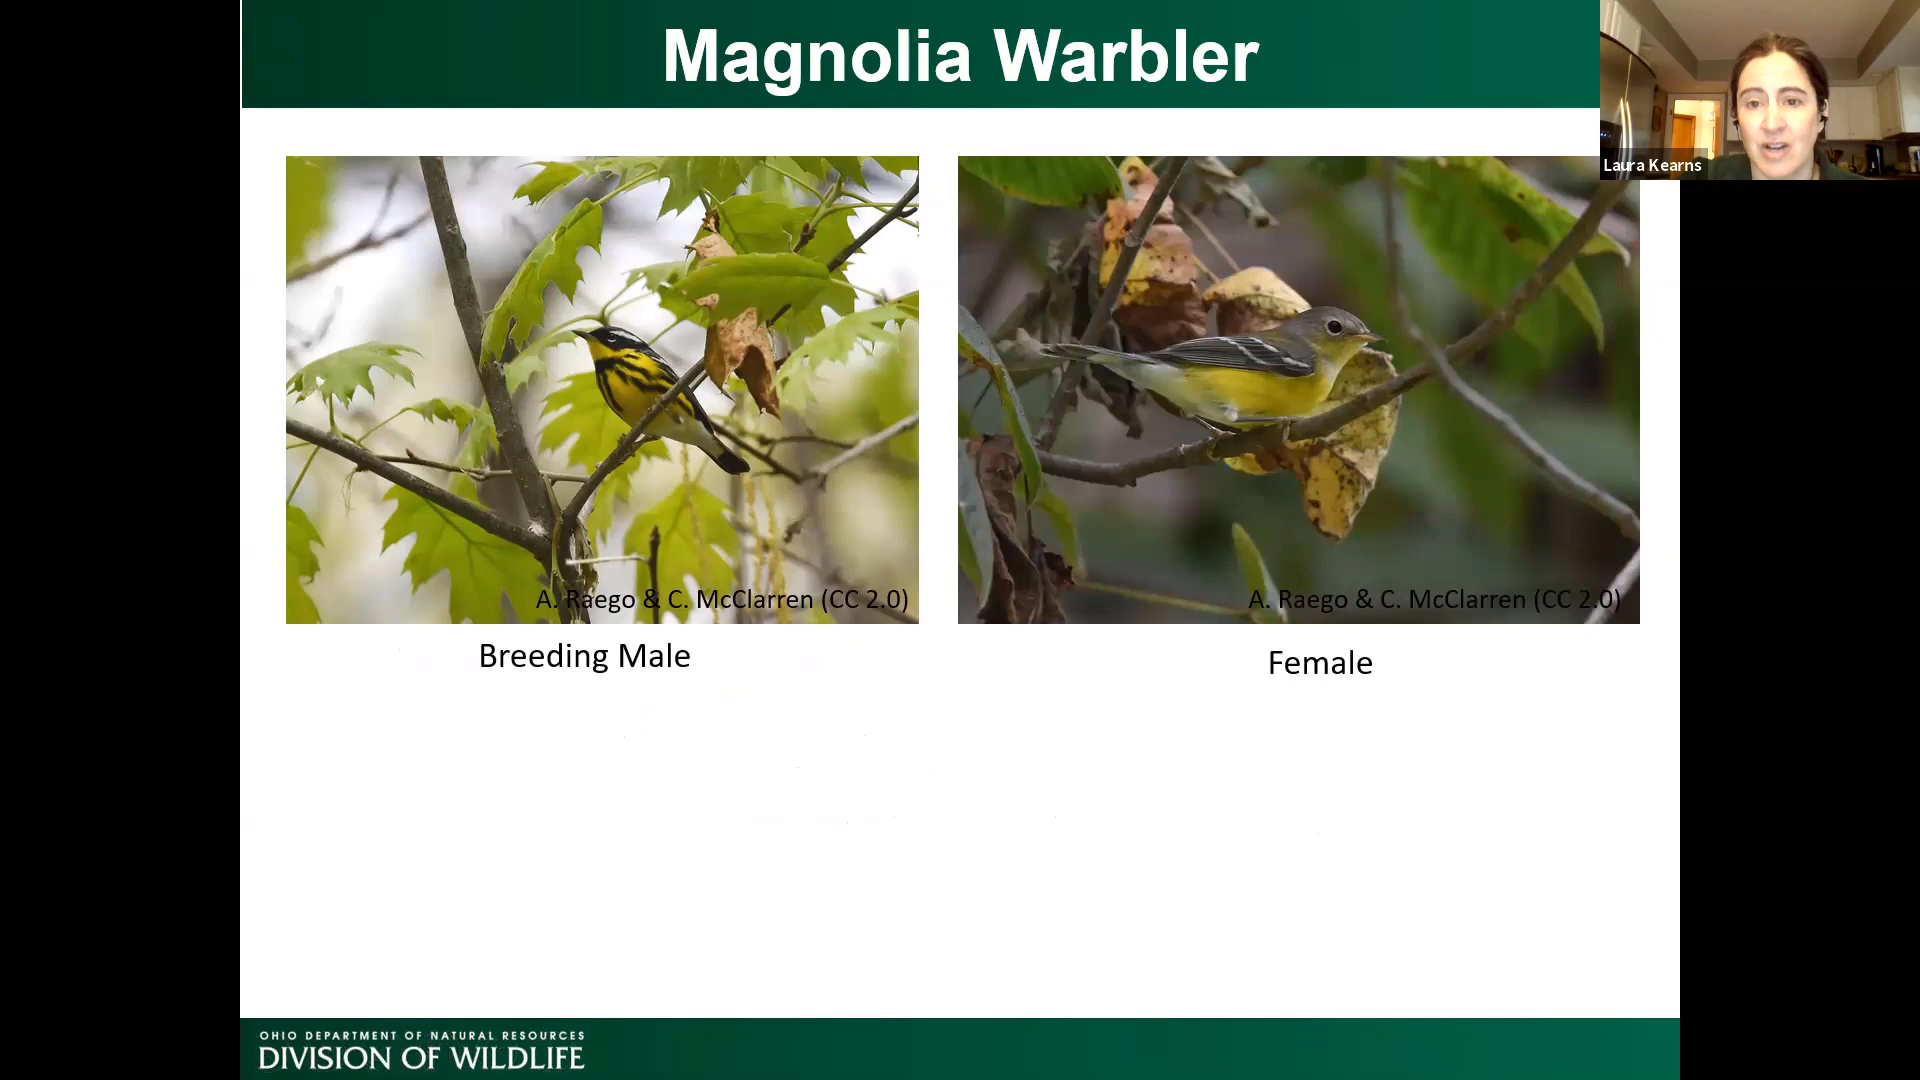 Magnolia Warbler
Laura Kearns
A. Raego & C. McClarren (CC 2.0)
A. Raego & C. McClarren (CC 2.0)
Breeding Male
Female
OHIO DEPARTMENT OF NATURAL RESOURCES
DIVISION OF WILDLIFE